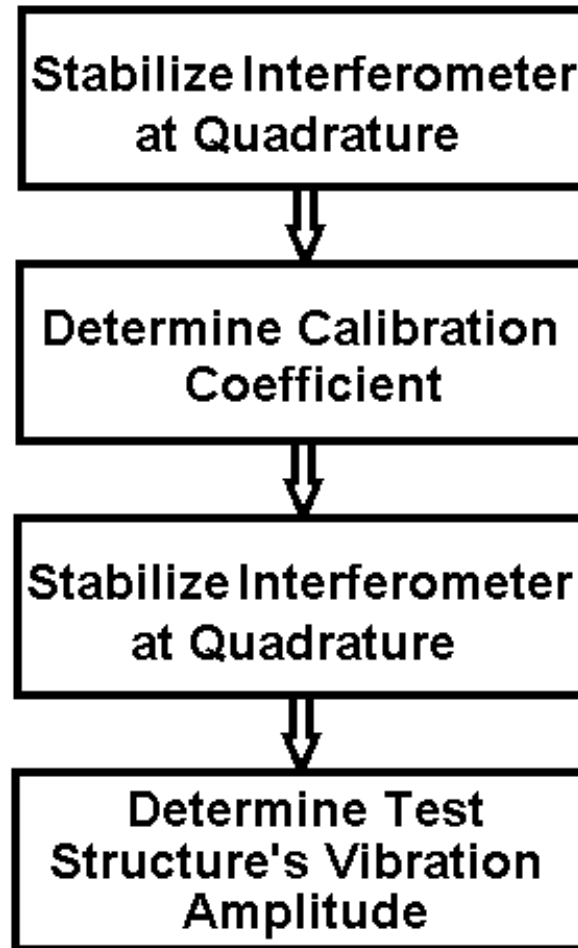 Stabilize Interferometer
at Quadrature
Determine Calibration
Coefficient
Stabilize Interferometer
at Quadrature
Determine Test
Structure's Vibration
Amplitude